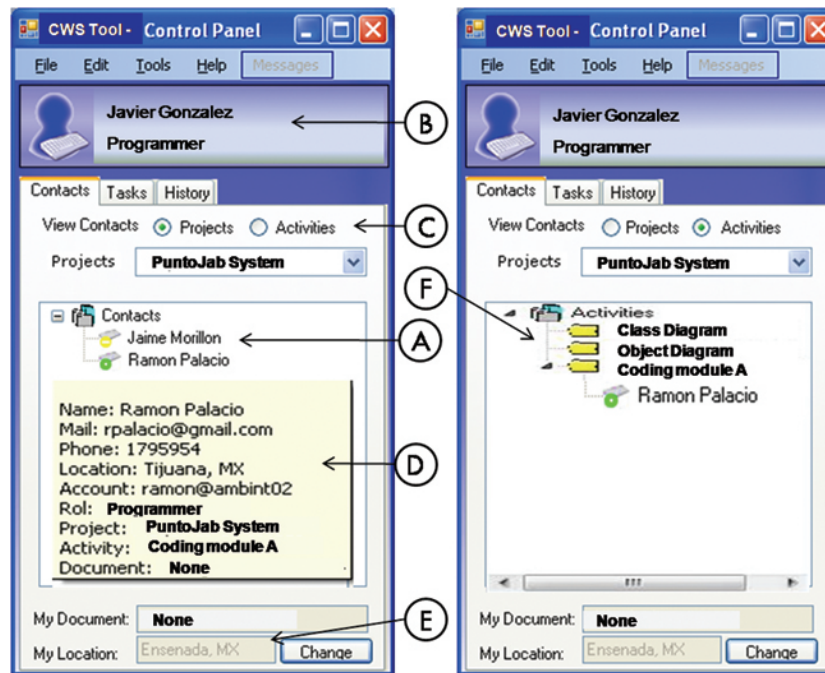 CWS Tool - Control Panel
File Edit Tools Help Messages
Javier Gonzalez
Programmer
Contacts Tasks History
View Contacts Projects Activities
Projects PuntoJab System
Contacts
Jaime Morillon
Ramon Palacio
Name: Ramon Palacio
Mail: rpalacio@gmail.com
Phone: 1795954
Location: Tijuana, MX
Account: ramon@ambint02
Rol: Programmer
Project: PuntoJab System
Activity: Coding module A
Document: None
My Document: None
My Location: Ensenada, MX Change
B
C
F
A
D
E
CWS Tool - Control Panel
File Edit Tools Help Messages
Javier Gonzalez
Programmer
Contacts Tasks History
View Contacts Projects Activities
Projects PuntoJab System
Activities
Class Diagram
Object Diagram
Coding module A
Ramon Palacio
My Document: None
My Location: Ensenada, MX Change